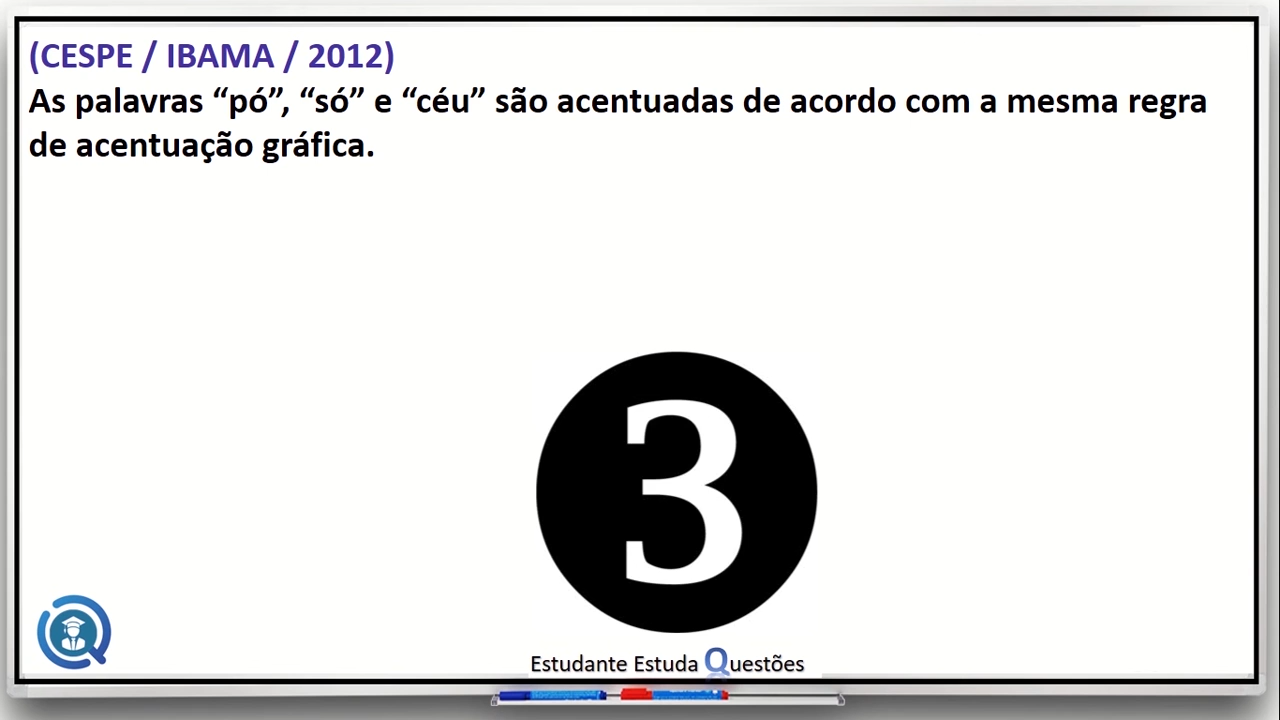 (CESPE / IBAMA / 2012)
As palavras “pó”, “só” e “céu” são acentuadas de acordo com a mesma regra
de acentuação gráfica.
3
Estudante Estuda Questões